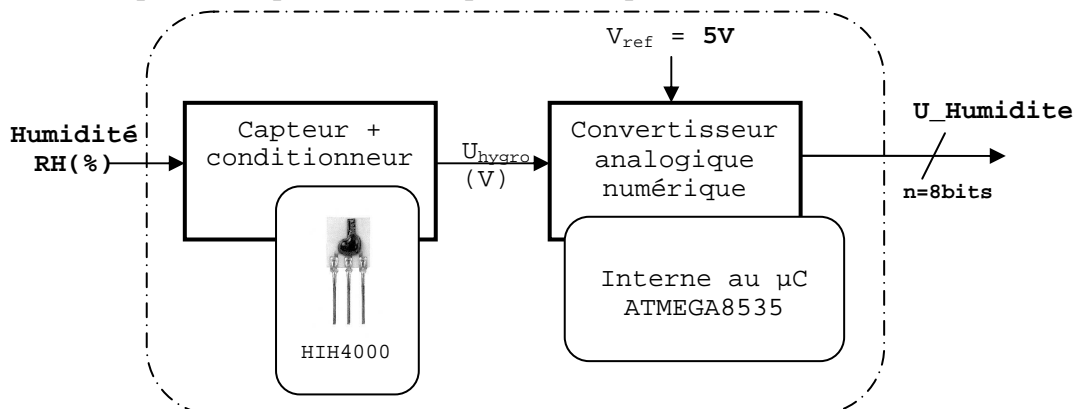 V_ref = 5V
Humidité
RH(%)
Capteur +
conditionneur
U_hygro
(V)
Convertisseur
analogique
numérique
U_Humidite
n=8bits
HIH4000
Interne au µC
ATMEGA8535